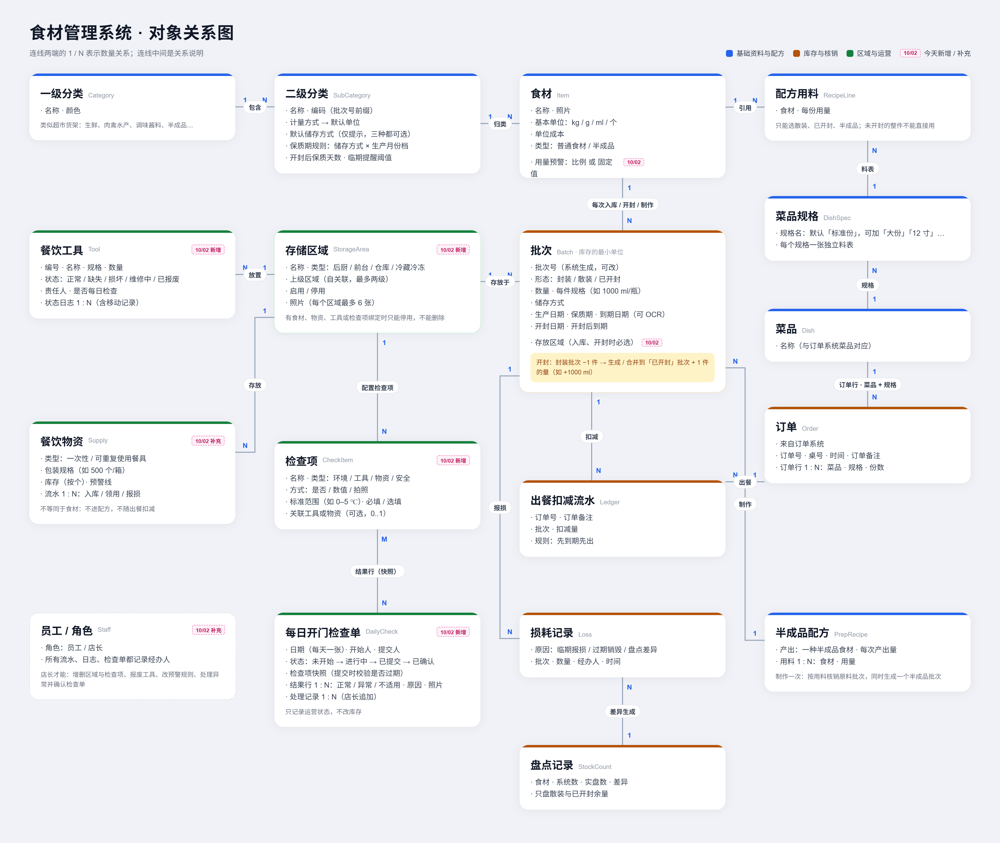 食材管理系统 · 对象关系图
连线两端的 1 / N 表示数量关系；连线中间是关系说明
基础资料与配方
库存与核销
区域与运营
10/02 今天新增 / 补充
一级分类 Category
· 名称 · 颜色
类似超市货架：生鲜、肉禽水产、调味酱料、半成品…
1 包含 N
二级分类 SubCategory
· 名称 · 编码（批次号前缀）
· 计量方式 → 默认单位
· 默认储存方式（仅提示，三种都可选）
· 保质期规则：储存方式 × 生产月份档
· 开封后保质天数 · 临期提醒阈值
1 归类 N
食材 Item
· 名称 · 照片
· 基本单位：kg / g / ml / 个
· 单位成本
· 类型：普通食材 / 半成品
· 用量预警：比例 或 固定 10/02
值
1 引用 N
配方用料 RecipeLine
· 食材 · 每份用量
只能选散装、已开封、半成品；未开封的整件不能直接用
N
料表
1
1
每次入库 / 开封 / 制作
N
菜品规格 DishSpec
· 规格名：默认「标准份」，可加「大份」「12 寸」…
· 每个规格一张独立料表
N
规格
1
餐饮工具 Tool 10/02 新增
· 编号 · 名称 · 规格 · 数量
· 状态：正常 / 缺失 / 损坏 / 维修中 / 已报废
· 责任人 · 是否每日检查
· 状态日志 1 : N（含移动记录）
N 放置 1
存储区域 StorageArea 10/02 新增
· 名称 · 类型：后厨 / 前台 / 仓库 / 冷藏冷冻
· 上级区域（自关联，最多两级）
· 启用 / 停用
· 照片（每个区域最多 6 张）
有食材、物资、工具或检查项绑定时只能停用，不能删除
1 存放于 N
批次 Batch · 库存的最小单位
· 批次号（系统生成，可改）
· 形态：封装 / 散装 / 已开封
· 数量 · 每件规格（如 1000 ml/瓶）
· 储存方式
· 生产日期 · 保质期 · 到期日期（可 OCR）
· 开封日期 · 开封后到期
· 存放区域（入库、开封时必选） 10/02
开封：封装批次 −1 件 → 生成 / 合并到「已开封」批次 + 1 件
的量（如 +1000 ml）
菜品 Dish
· 名称（与订单系统菜品对应）
1
订单行 · 菜品 + 规格
N
1
存放
N
1
配置检查项
N
1
报损
N
1
扣减
N
N
制作
1
订单 Order
· 来自订单系统
· 订单号 · 桌号 · 时间 · 订单备注
· 订单行 1 : N：菜品 · 规格 · 份数
N 出餐 1
餐饮物资 Supply 10/02 补充
· 类型：一次性 / 可重复使用餐具
· 包装规格（如 500 个/箱）
· 库存（按个）· 预警线
· 流水 1 : N：入库 / 领用 / 报损
不等同于食材：不进配方，不随出餐扣减
检查项 CheckItem 10/02 新增
· 名称 · 类型：环境 / 工具 / 物资 / 安全
· 方式：是否 / 数值 / 拍照
· 标准范围（如 0–5 ℃）· 必填 / 选填
· 关联工具或物资（可选，0..1）
M
结果行（快照）
N
出餐扣减流水 Ledger
· 订单号 · 订单备注
· 批次 · 扣减量
· 规则：先到期先出
员工 / 角色 Staff 10/02 补充
· 角色：员工 / 店长
· 所有流水、日志、检查单都记录经办人
店长才能：增删区域与检查项、报废工具、改预警规则、处理异
常并确认检查单
每日开门检查单 DailyCheck 10/02 新增
· 日期（每天一张）· 开始人 · 提交人
· 状态：未开始 → 进行中 → 已提交 → 已确认
· 检查项快照（提交时校验是否过期）
· 结果行 1 : N：正常 / 异常 / 不适用 · 原因 · 照片
· 处理记录 1 : N（店长追加）
只记录运营状态，不改库存
损耗记录 Loss
· 原因：临期报损 / 过期销毁 / 盘点差异
· 批次 · 数量 · 经办人 · 时间
N
差异生成
1
半成品配方 PrepRecipe
· 产出：一种半成品食材 · 每次产出量
· 用料 1 : N：食材 · 用量
制作一次：按用料核销原料批次，同时生成一个半成品批次
盘点记录 StockCount
· 食材 · 系统数 · 实盘数 · 差异
· 只盘散装与已开封余量